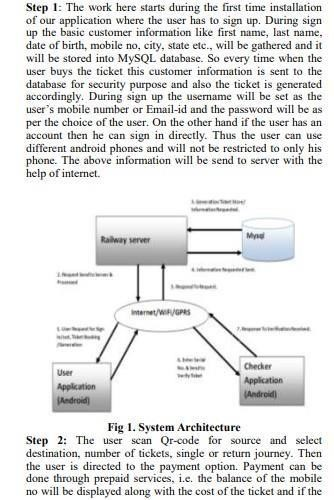 Step 1: The work here starts during the first time installation
of our application where the user has to sign up. During sign
up the basic customer information like first name, last name,
date of birth, mobile no, city, state etc., will be gathered and it
will be stored into MySQL database. So every time when the
user buys the ticket this customer information is sent to the
database for security purpose and also the ticket is generated
accordingly. During sign up the username will be set as the
user's mobile number or Email-id and the password will be as
per the choice of the user. On the other hand if the user has an
account then he can sign in directly. Thus the user can use
different android phones and will not be restricted to only his
phone. The above information will be send to server with the
help of internet.
Railway server
Mysql
Internet/WiFi/GPRS
User
Application
(Android)
Checker
Application
(Android)
Fig 1. System Architecture
Step 2: The user scan Qr-code for source and select
destination, number of tickets, single or return journey. Then
the user is directed to the payment option. Payment can be
done through prepaid services, i.e. the balance of the mobile
no will be displayed along with the cost of the ticket and if the